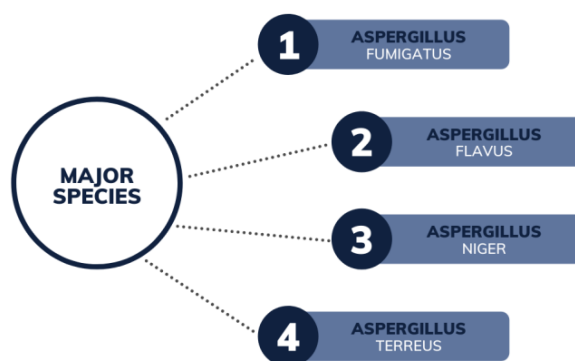 MAJOR
SPECIES
1
ASPERGILLUS
FUMIGATUS
2
ASPERGILLUS
FLAVUS
3
ASPERGILLUS
NIGER
4
ASPERGILLUS
TERREUS